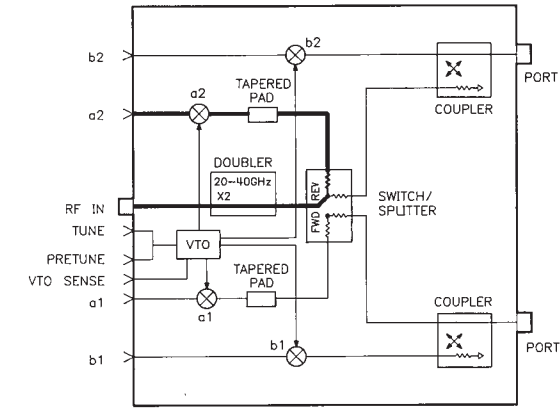 b2
b2
PORT
TAPERED
PAD
a2
a2
COUPLER
DOUBLER
20-40GHz
X2
REV
SWITCH/
SPLITTER
RF IN
FWD
TUNE
VTO
PRETUNE
TAPERED
PAD
VTO SENSE
a1
a1
COUPLER
b1
b1
PORT